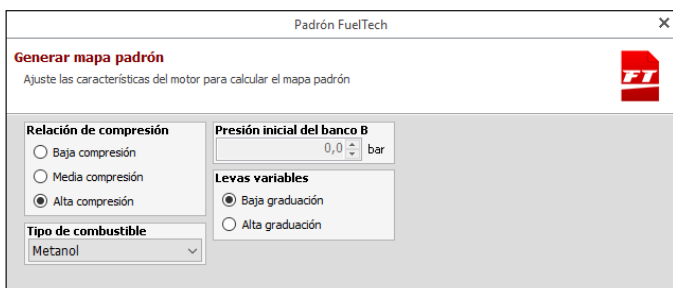 Padrón FuelTech
Generar mapa padrón
Ajuste las características del motor para calcular el mapa padrón
FT
Relación de compresión
Baja compresión
Media compresión
Alta compresión
Tipo de combustible
Metanol
Presión inicial del banco B
0,0 bar
Levas variables
Baja graduación
Alta graduación